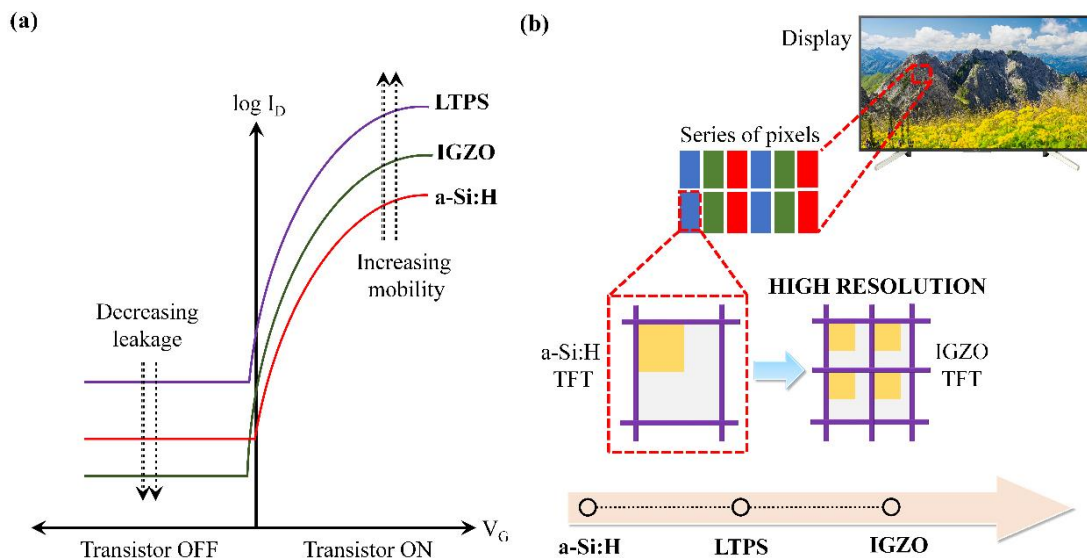 (a)
log I_D
LTPS
IGZO
a-Si:H
Increasing
mobility
Decreasing
leakage
V_G
Transistor OFF
Transistor ON
(b)
Display
Series of pixels
HIGH RESOLUTION
a-Si:H
TFT
IGZO
TFT
a-Si:H
LTPS
IGZO